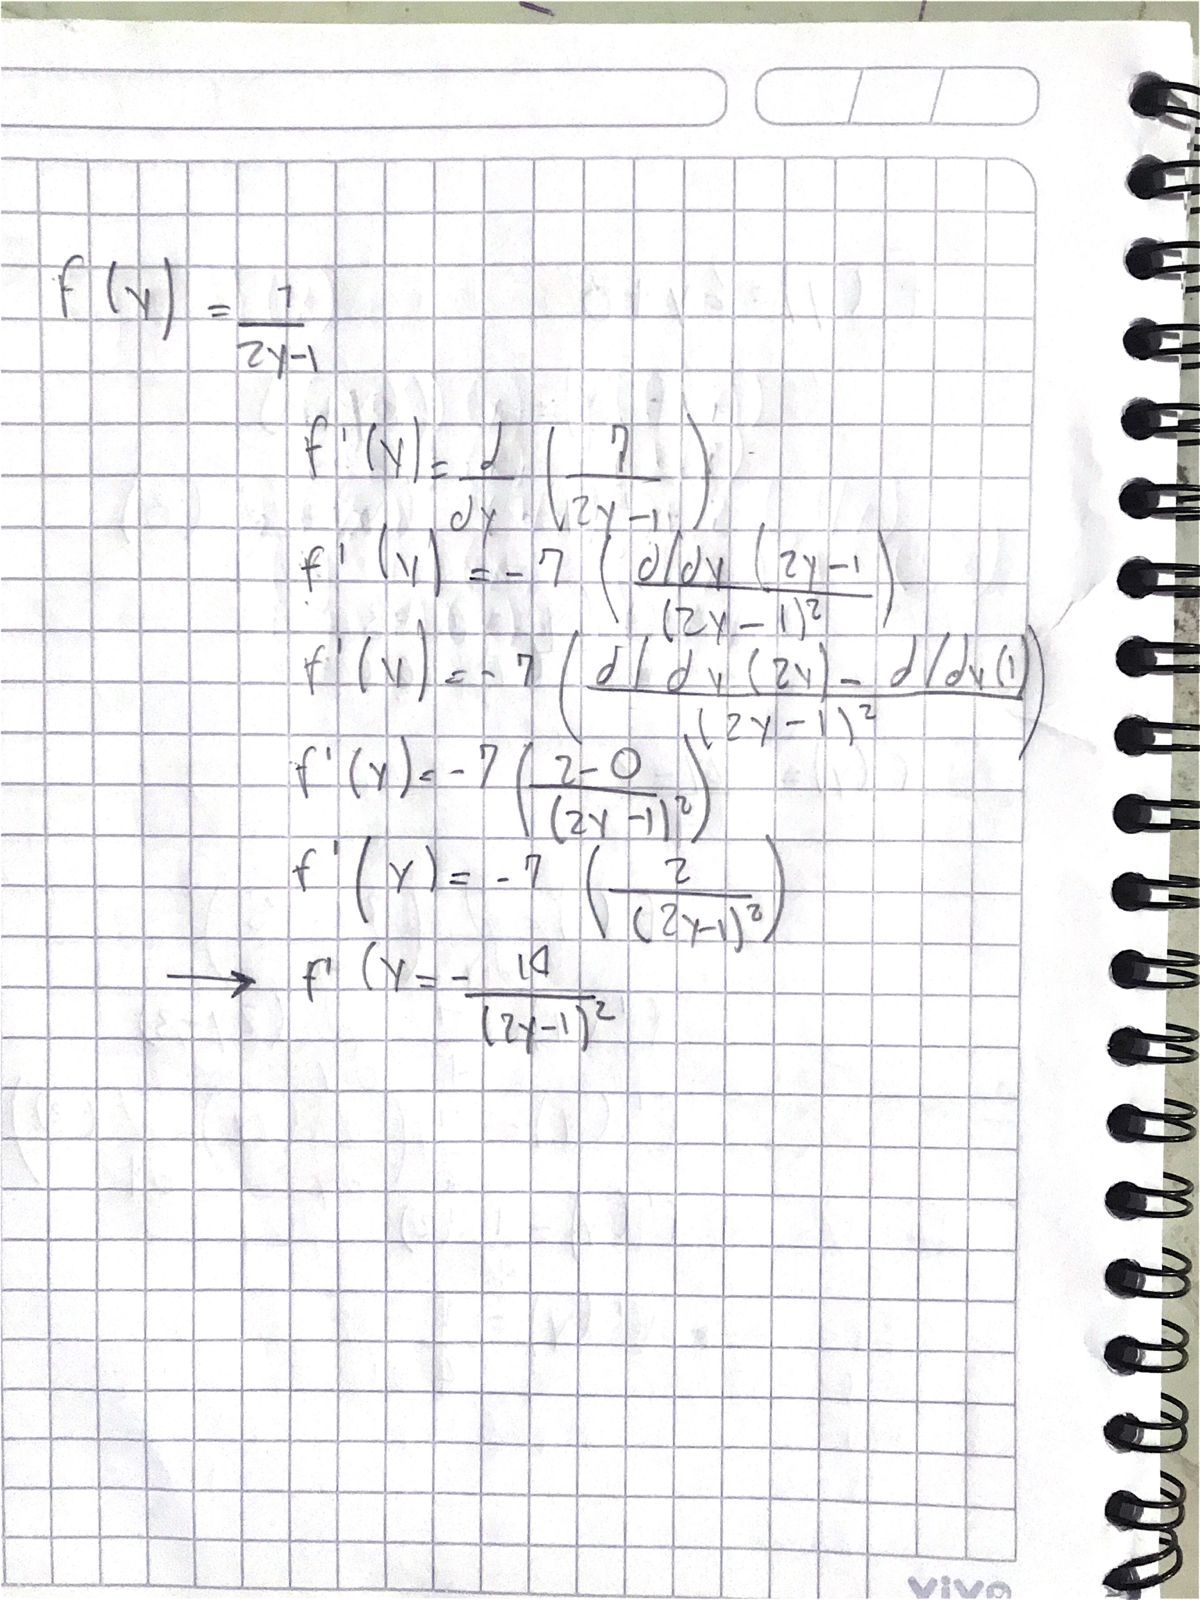 f(y) = 7/(2y-1)
f'(y) = d/dy (7/(2y-1))
f'(y) = -7 (d/dy (2y-1)/(2y-1)²)
f'(y) = -7 (d/dy(2y) - d/dy(1)/(2y-1)²)
f'(y) = -7 (2-0/(2y-1)²)
f'(y) = -7 (2/(2y-1)²)
→ f'(y = - 14/(2y-1)²
viva